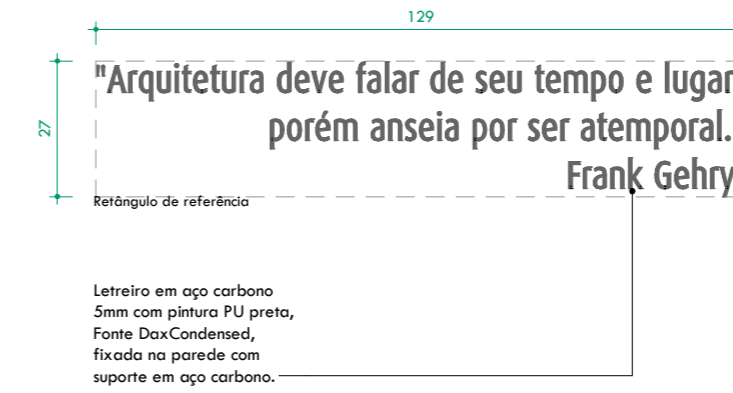 129
27
"Arquitetura deve falar de seu tempo e lugar
porém anseia por ser atemporal.
Frank Gehry
Retângulo de referência
Letreiro em aço carbono
5mm com pintura PU preta,
Fonte DaxCondensed,
fixada na parede com
suporte em aço carbono.